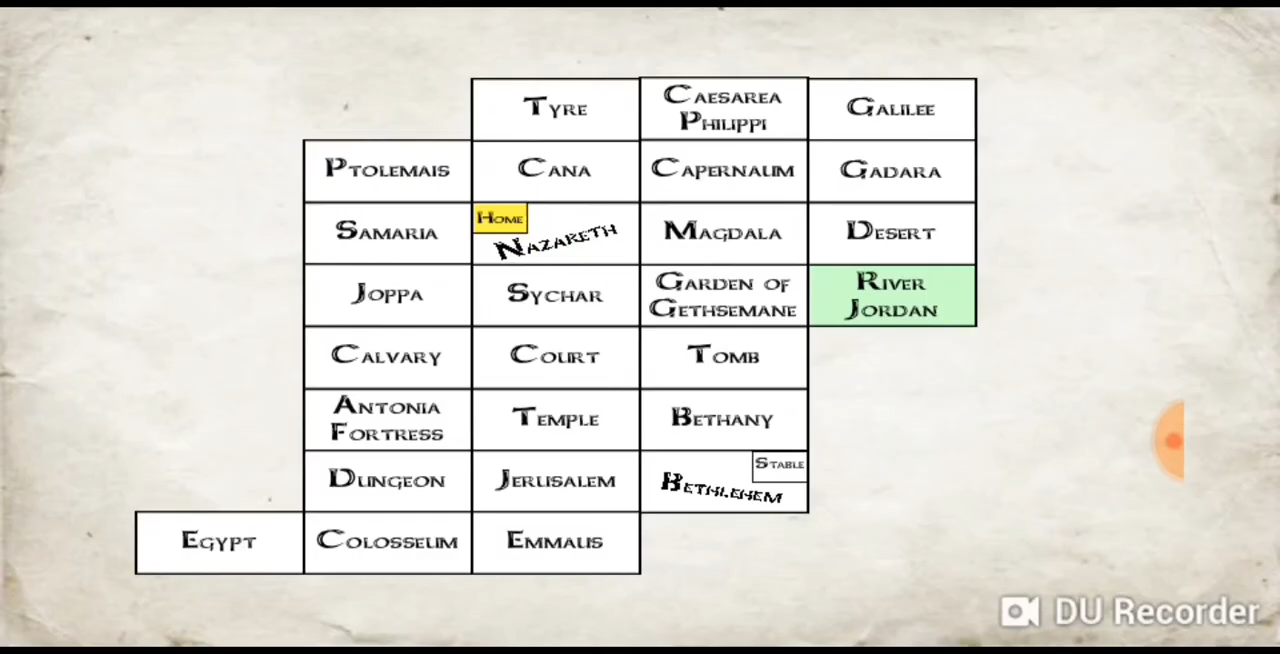 Tyre
Caesarea
Philippi
Galilee
Ptolemais
Cana
Capernaum
Gadara
Samaria
Home
Nazareth
Magdala
Desert
Joppa
Sychar
Garden of
Gethsemane
River
Jordan
Calvary
Court
Tomb
Antonia
Fortress
Temple
Bethany
Dungeon
Jerusalem
Stable
Bethlehem
Egypt
Colosseum
Emmaus
DU Recorder